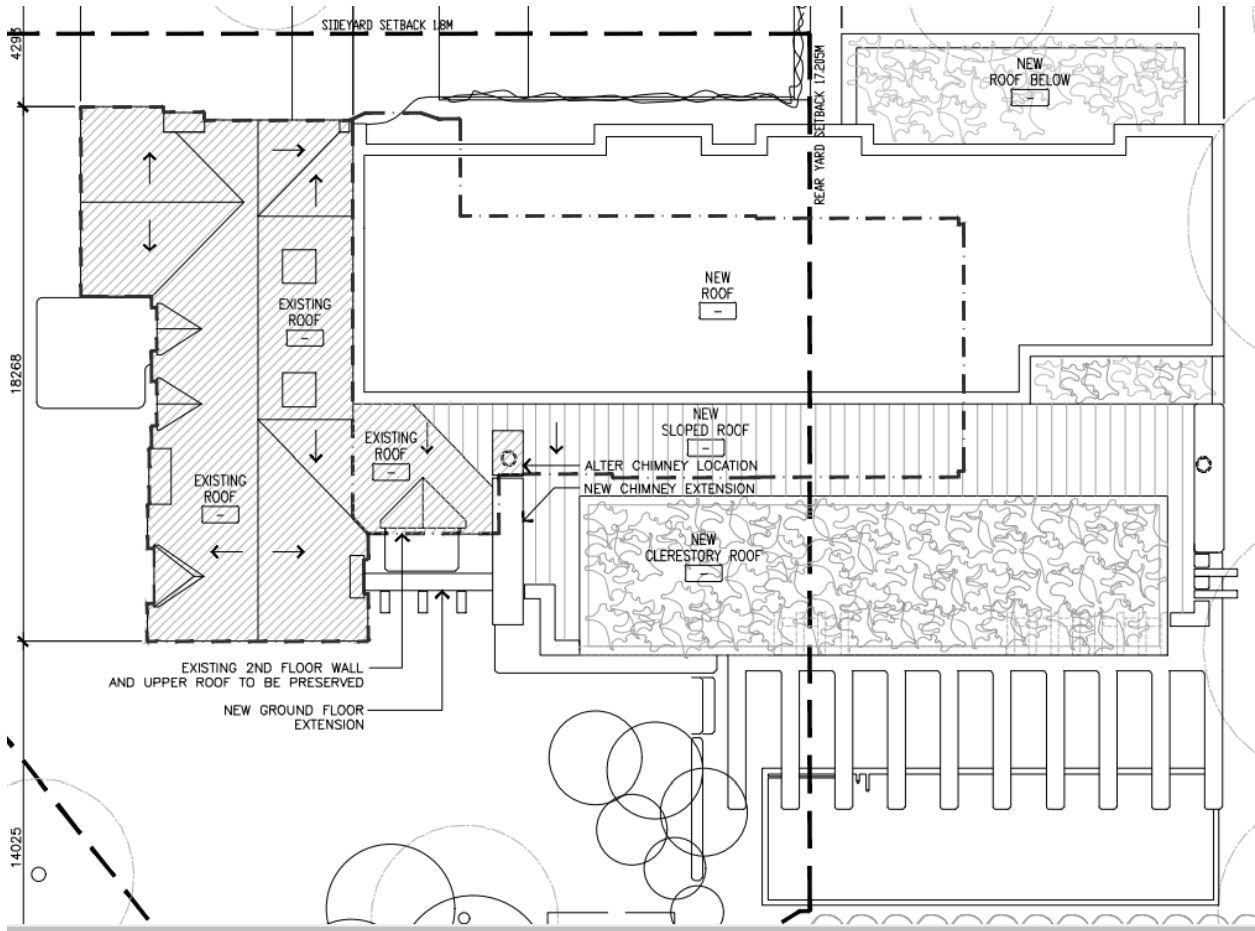 SIDEYARD SETBACK 1.8M
4293
REAR YARD SETBACK 17.205M
NEW
ROOF BELOW
-
NEW
ROOF
-
EXISTING
ROOF
-
18268
NEW
SLOPED ROOF
-
EXISTING
ROOF
-
ALTER CHIMNEY LOCATION
NEW CHIMNEY EXTENSION
EXISTING
ROOF
-
NEW
CLERESTORY ROOF
-
EXISTING 2ND FLOOR WALL
AND UPPER ROOF TO BE PRESERVED
NEW GROUND FLOOR
EXTENSION
14025